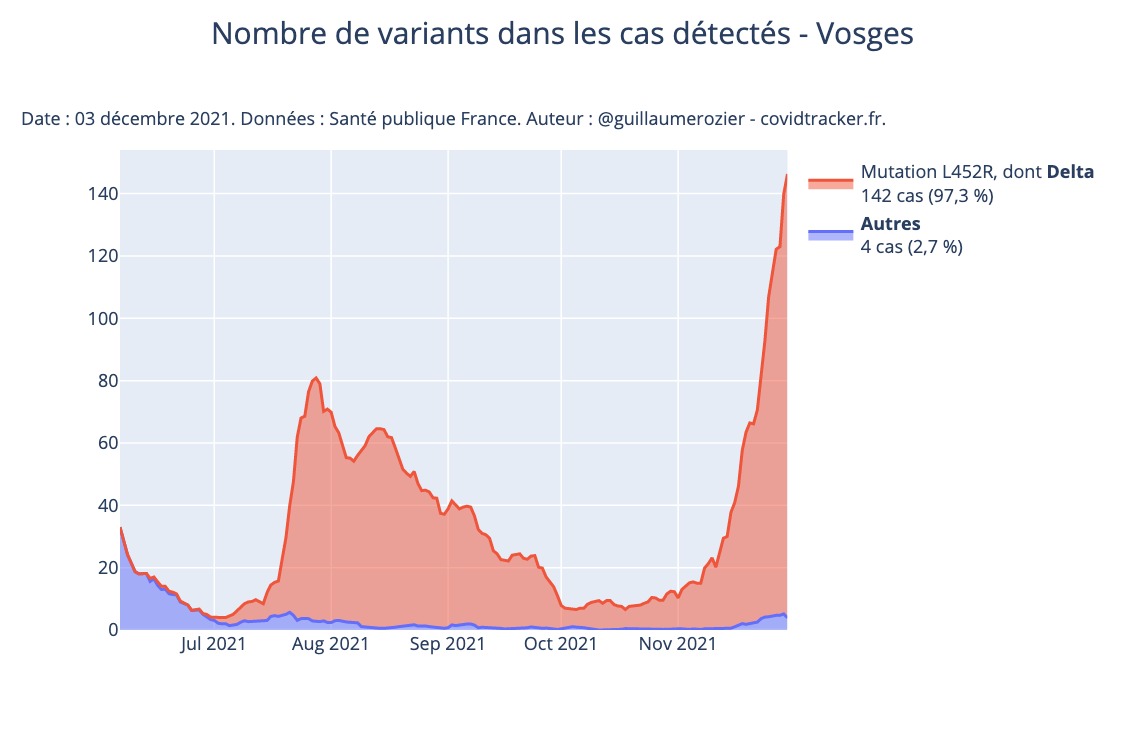 Nombre de variants dans les cas détectés - Vosges
Date : 03 décembre 2021. Données : Santé publique France. Auteur : @guillaumerozier - covidtracker.fr.
Mutation L452R, dont Delta
142 cas (97,3 %)
Autres
4 cas (2,7 %)
140
120
100
80
60
40
20
0
Jul 2021
Aug 2021
Sep 2021
Oct 2021
Nov 2021